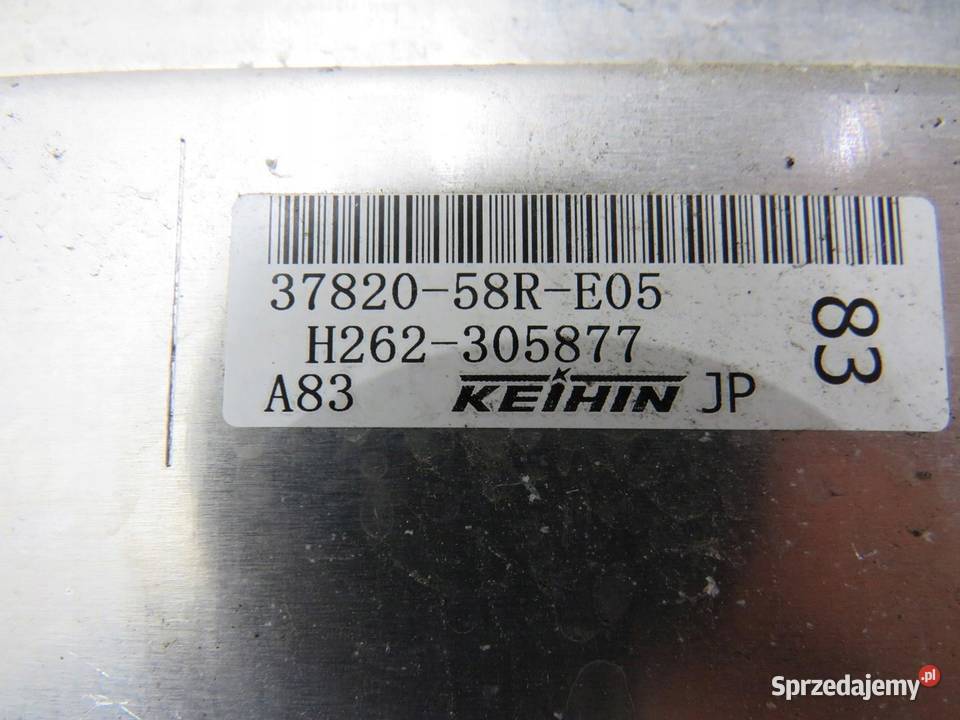 37820-58R-E05
H262-305877
A83 KEIHIN JP
83
Sprzedajemy.pl